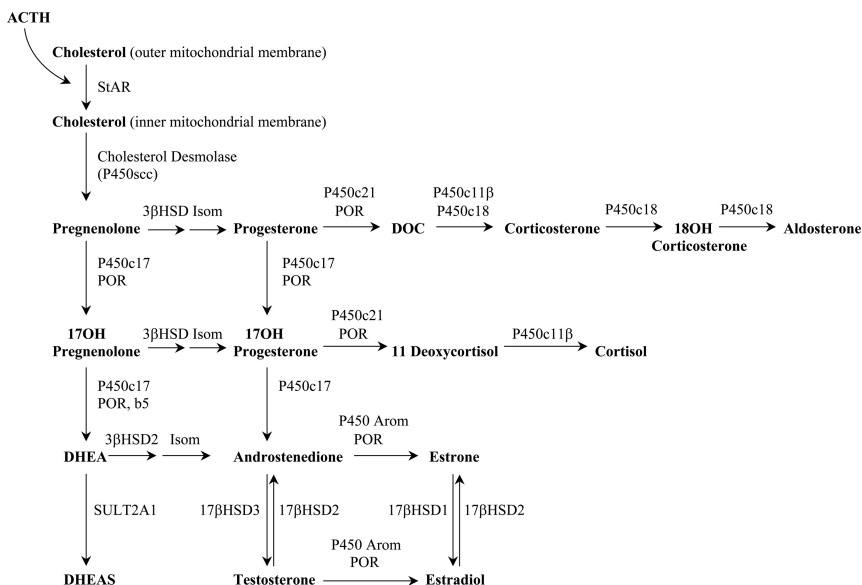 ACTH
Cholesterol (outer mitochondrial membrane)
StAR
Cholesterol (inner mitochondrial membrane)
Cholesterol Desmolase
(P450scc)
P450c21
P450c11β
3βHSD Isom
POR
P450c18
P450c18
P450c18
Pregnenolone
Progesterone
DOC
Corticosterone
18OH
Aldosterone
Corticosterone
P450c17
P450c17
POR
POR
P450c21
17OH
3βHSD Isom
17OH
POR
P450c11β
Pregnenolone
Progesterone
11 Deoxycortisol
Cortisol
P450c17
P450c17
POR, b5
P450 Arom
3βHSD2
Isom
POR
DHEA
Androstenedione
Estrone
SULT2A1
17βHSD3
17βHSD2
17βHSD1
17βHSD2
P450 Arom
POR
DHEAS
Testosterone
Estradiol